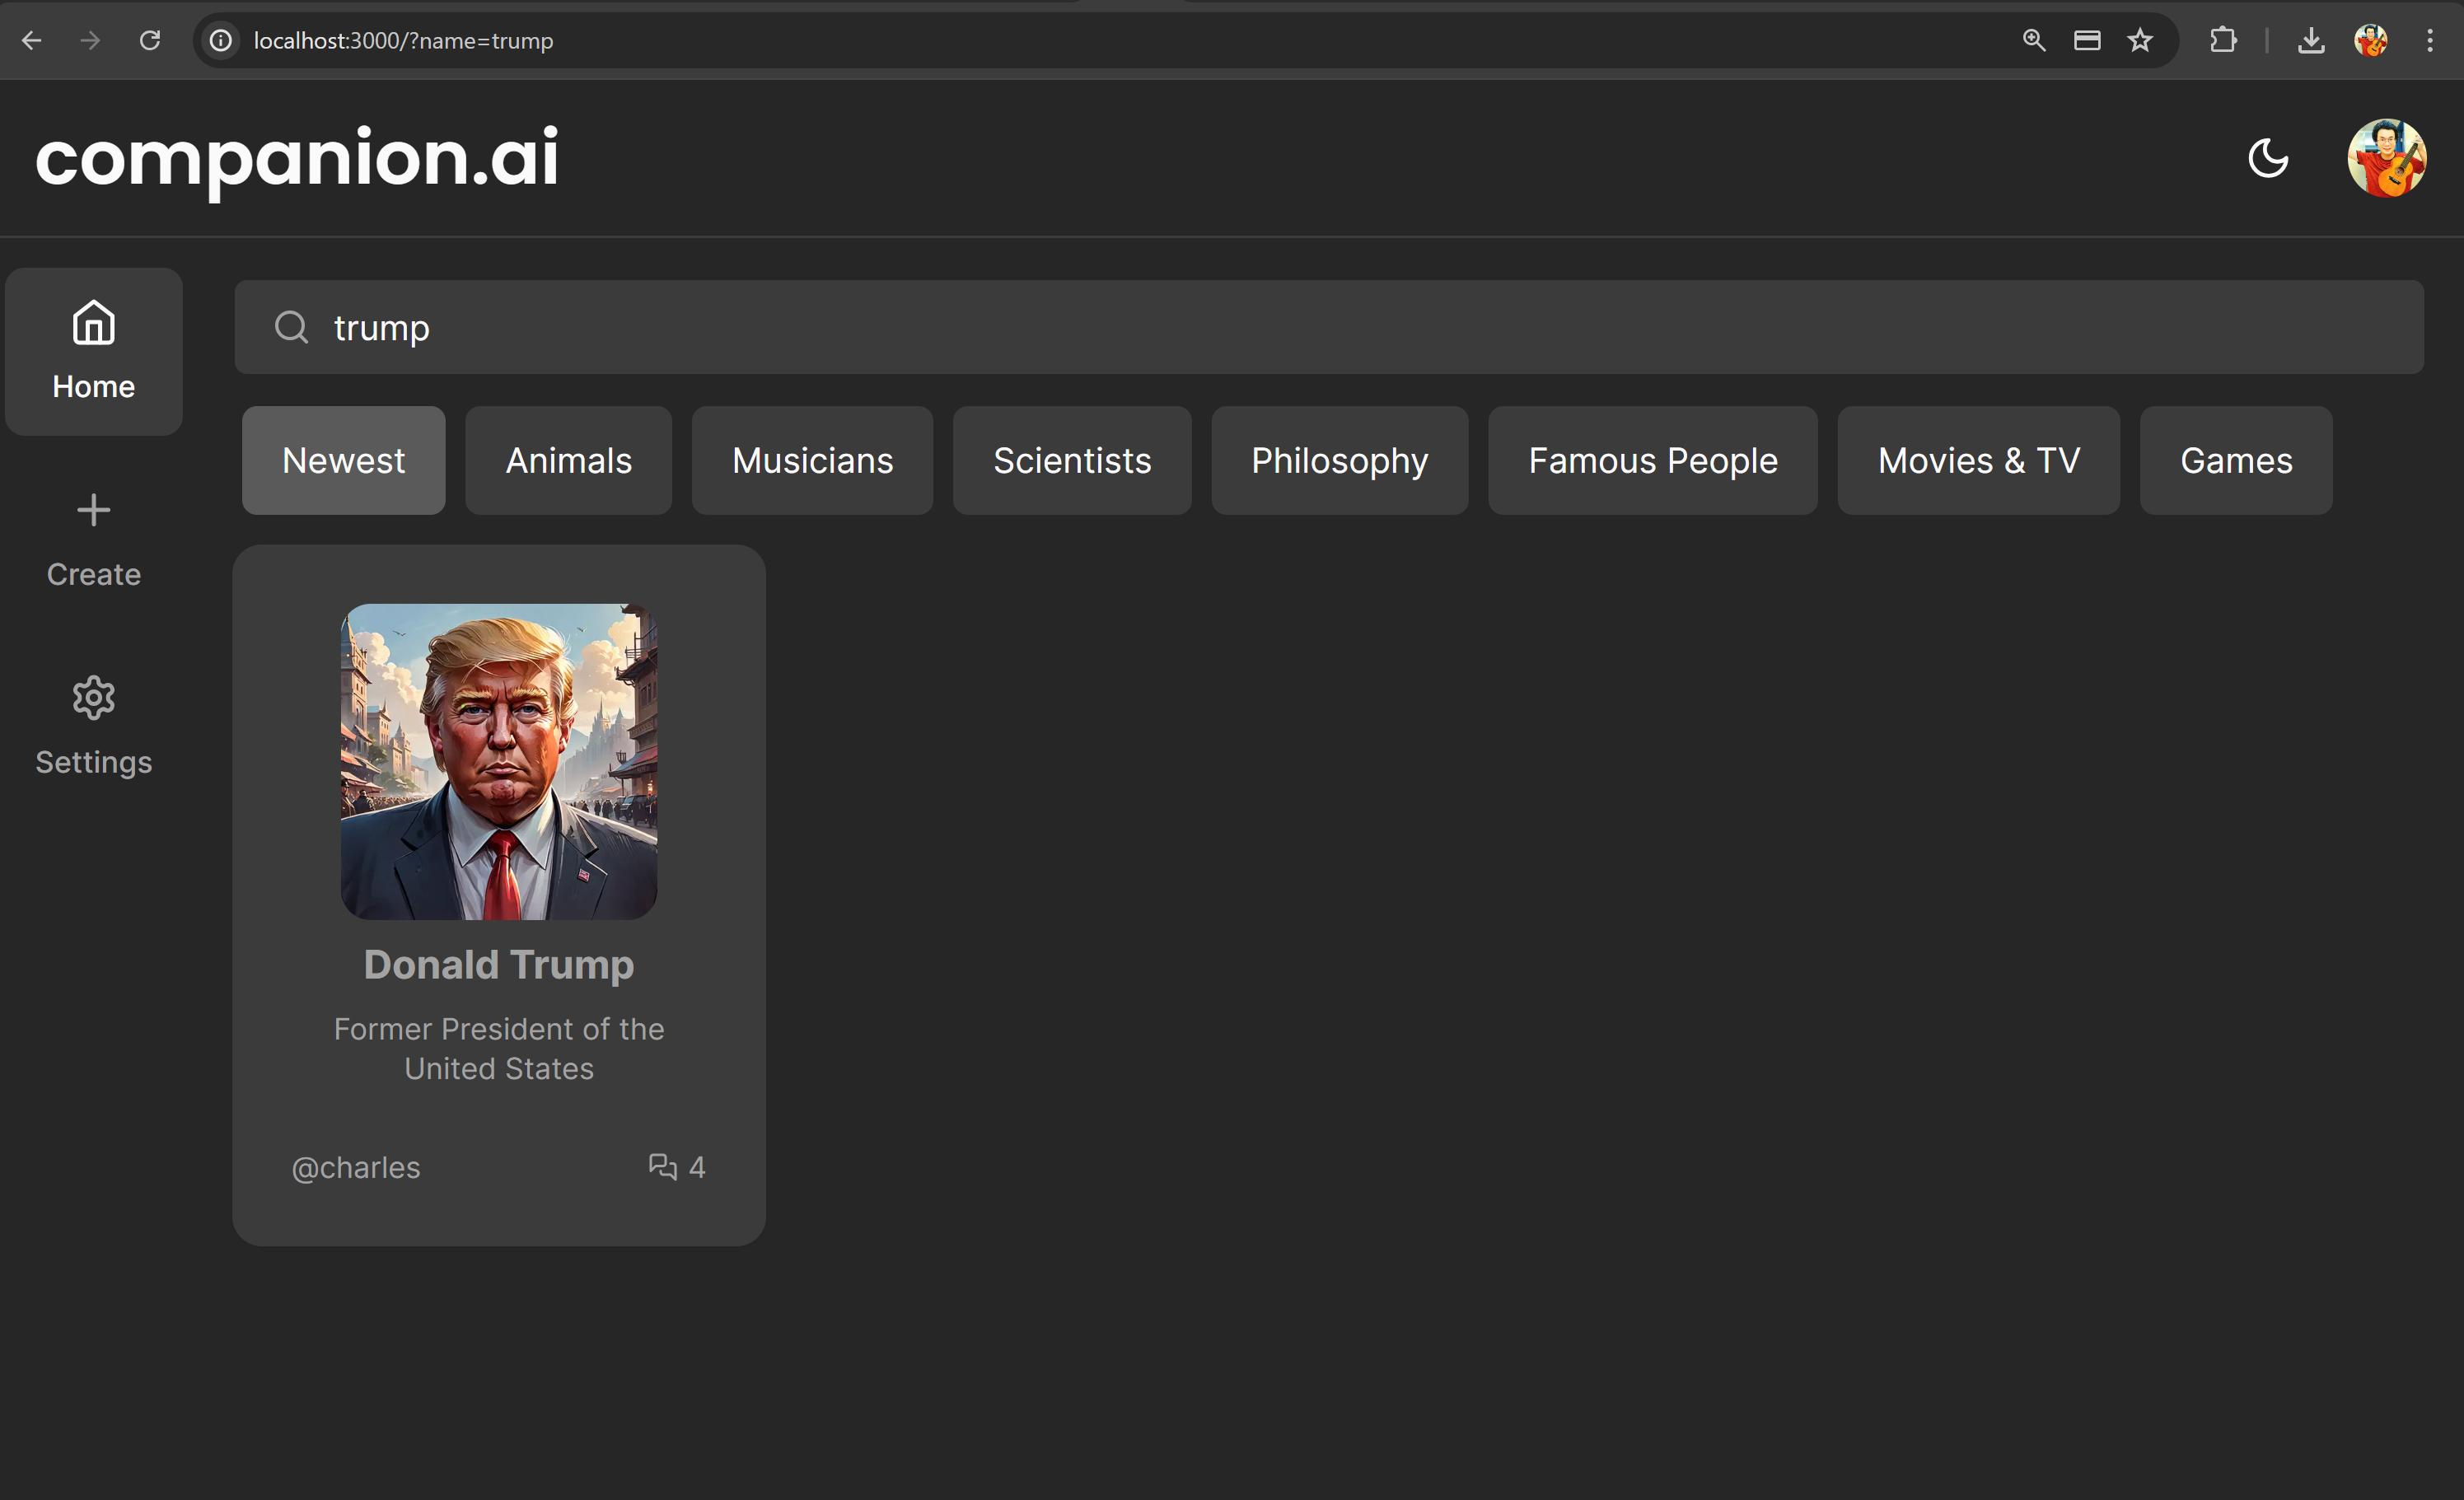 localhost:3000/?name=trump
companion.ai
Home
Create
Settings
trump
Newest
Animals
Musicians
Scientists
Philosophy
Famous People
Movies & TV
Games
Donald Trump
Former President of the
United States
@charles
4